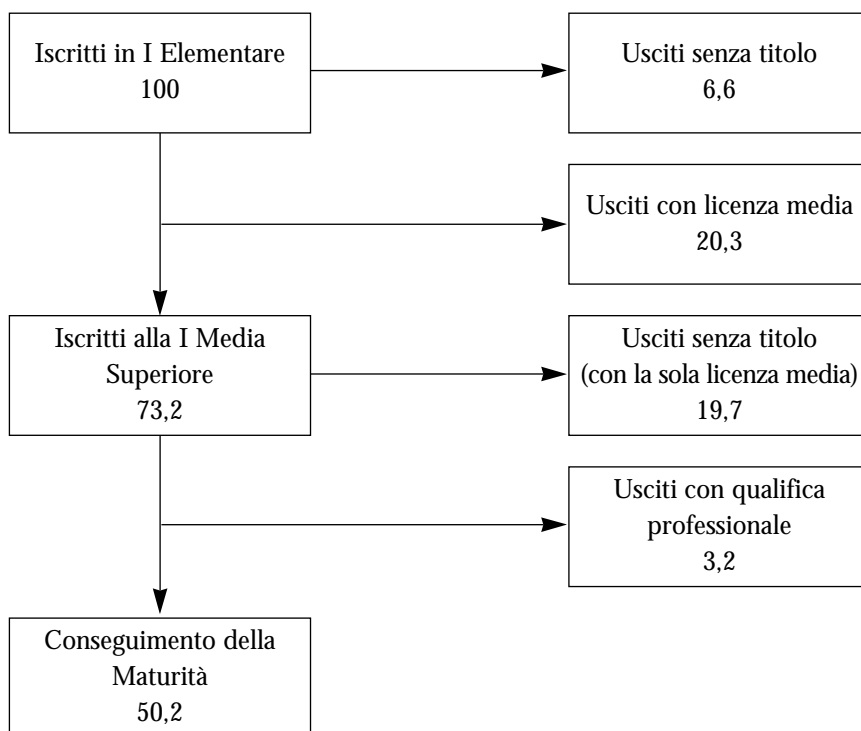 Iscritti in I Elementare
100
Usciti senza titolo
6,6
Usciti con licenza media
20,3
Iscritti alla I Media
Superiore
73,2
Usciti senza titolo
(con la sola licenza media)
19,7
Usciti con qualifica
professionale
3,2
Conseguimento della
Maturità
50,2